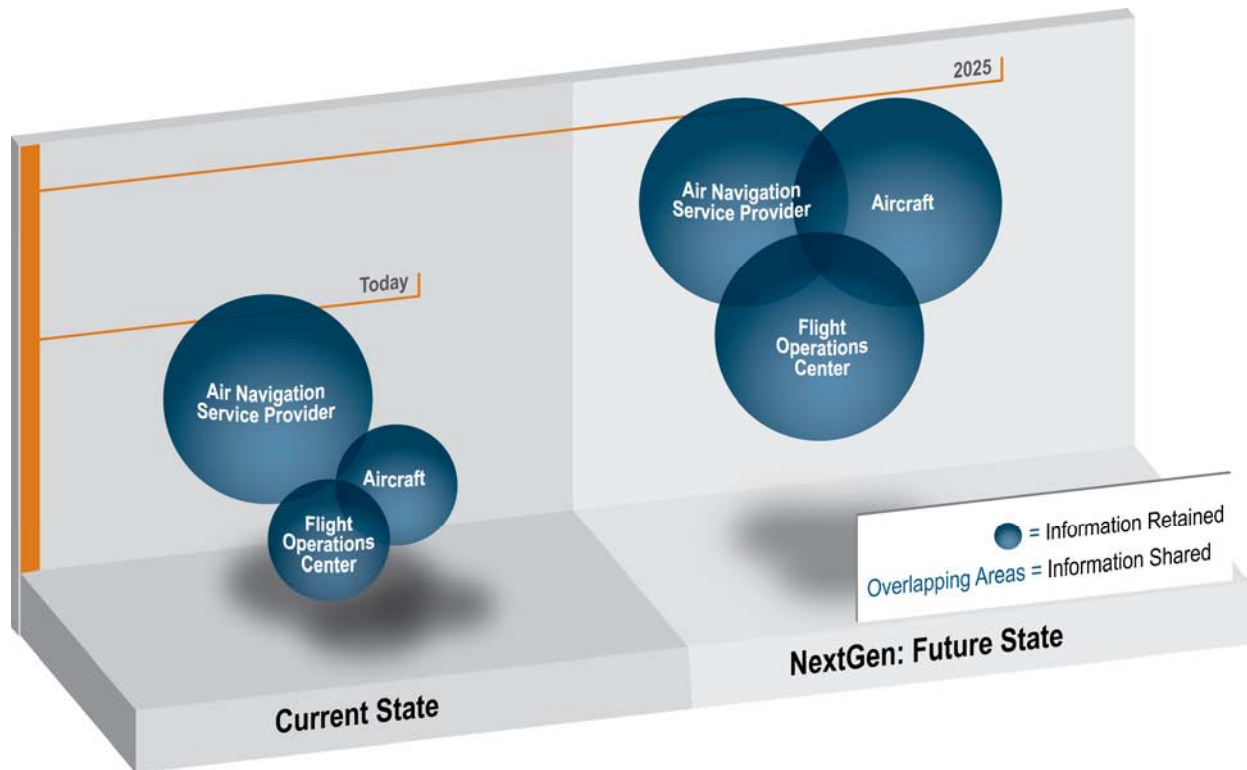 2025
Air Navigation
Service Provider
Aircraft
Flight
Operations
Center
Today
Air Navigation
Service Provider
Aircraft
Flight
Operations
Center
= Information Retained
Overlapping Areas = Information Shared
Current State
NextGen: Future State